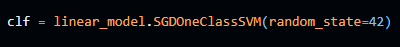 clf = linear_model.SGDOneClassSVM(random_state=42)